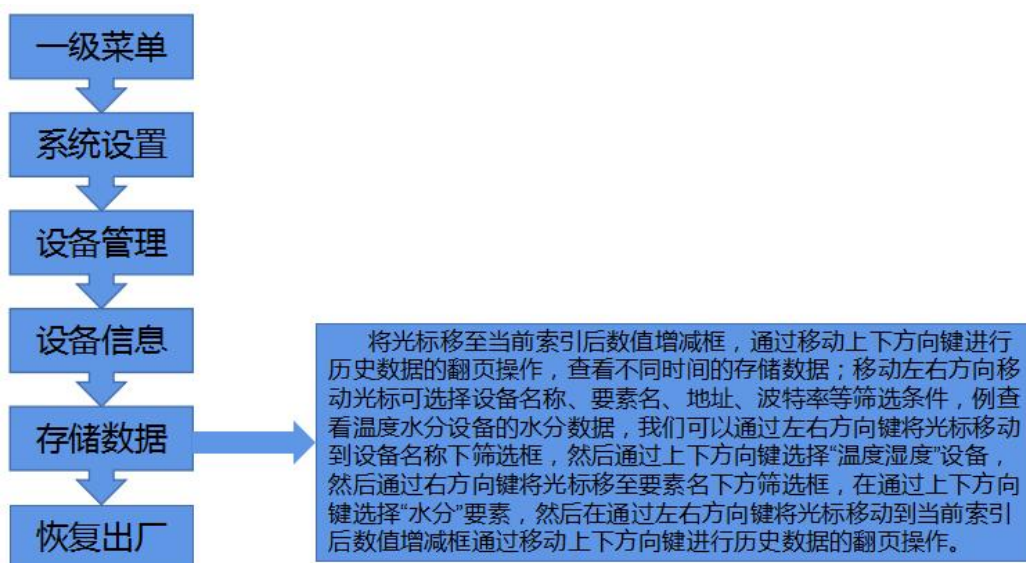 一级菜单
系统设置
设备管理
设备信息
存储数据
恢复出厂
将光标移至当前索引后数值增减框，通过移动上下方向键进行
历史数据的翻页操作，查看不同时间的存储数据；移动左右方向移
动光标可选择设备名称、要素名、地址、波特率等筛选条件，例查
看温度水分设备的水分数据，我们可以通过左右方向键将光标移动
到设备名称下筛选框，然后通过上下方向键选择“温度湿度”设备，
然后通过右方向键将光标移至要素名下方筛选框，在通过上下方向
键选择“水分”要素，然后在通过左右方向键将光标移动到当前索引
后数值增减框通过移动上下方向键进行历史数据的翻页操作。